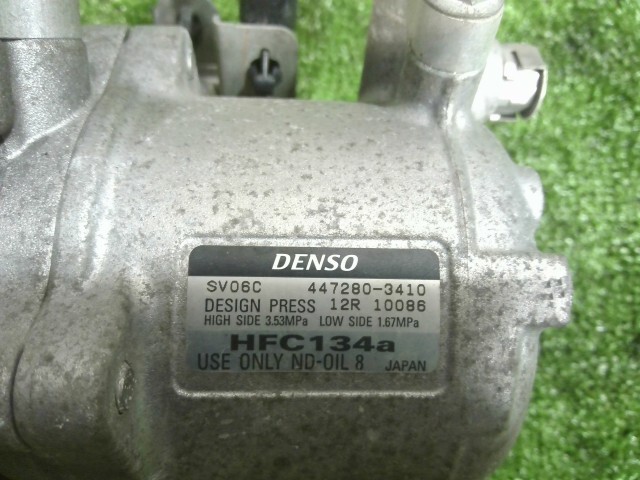 DENSO
SV06C 447280-3410
DESIGN PRESS 12R 10086
HIGH SIDE 3.53MPa LOW SIDE 1.67MPa
HFC134a
USE ONLY ND-OIL 8 JAPAN